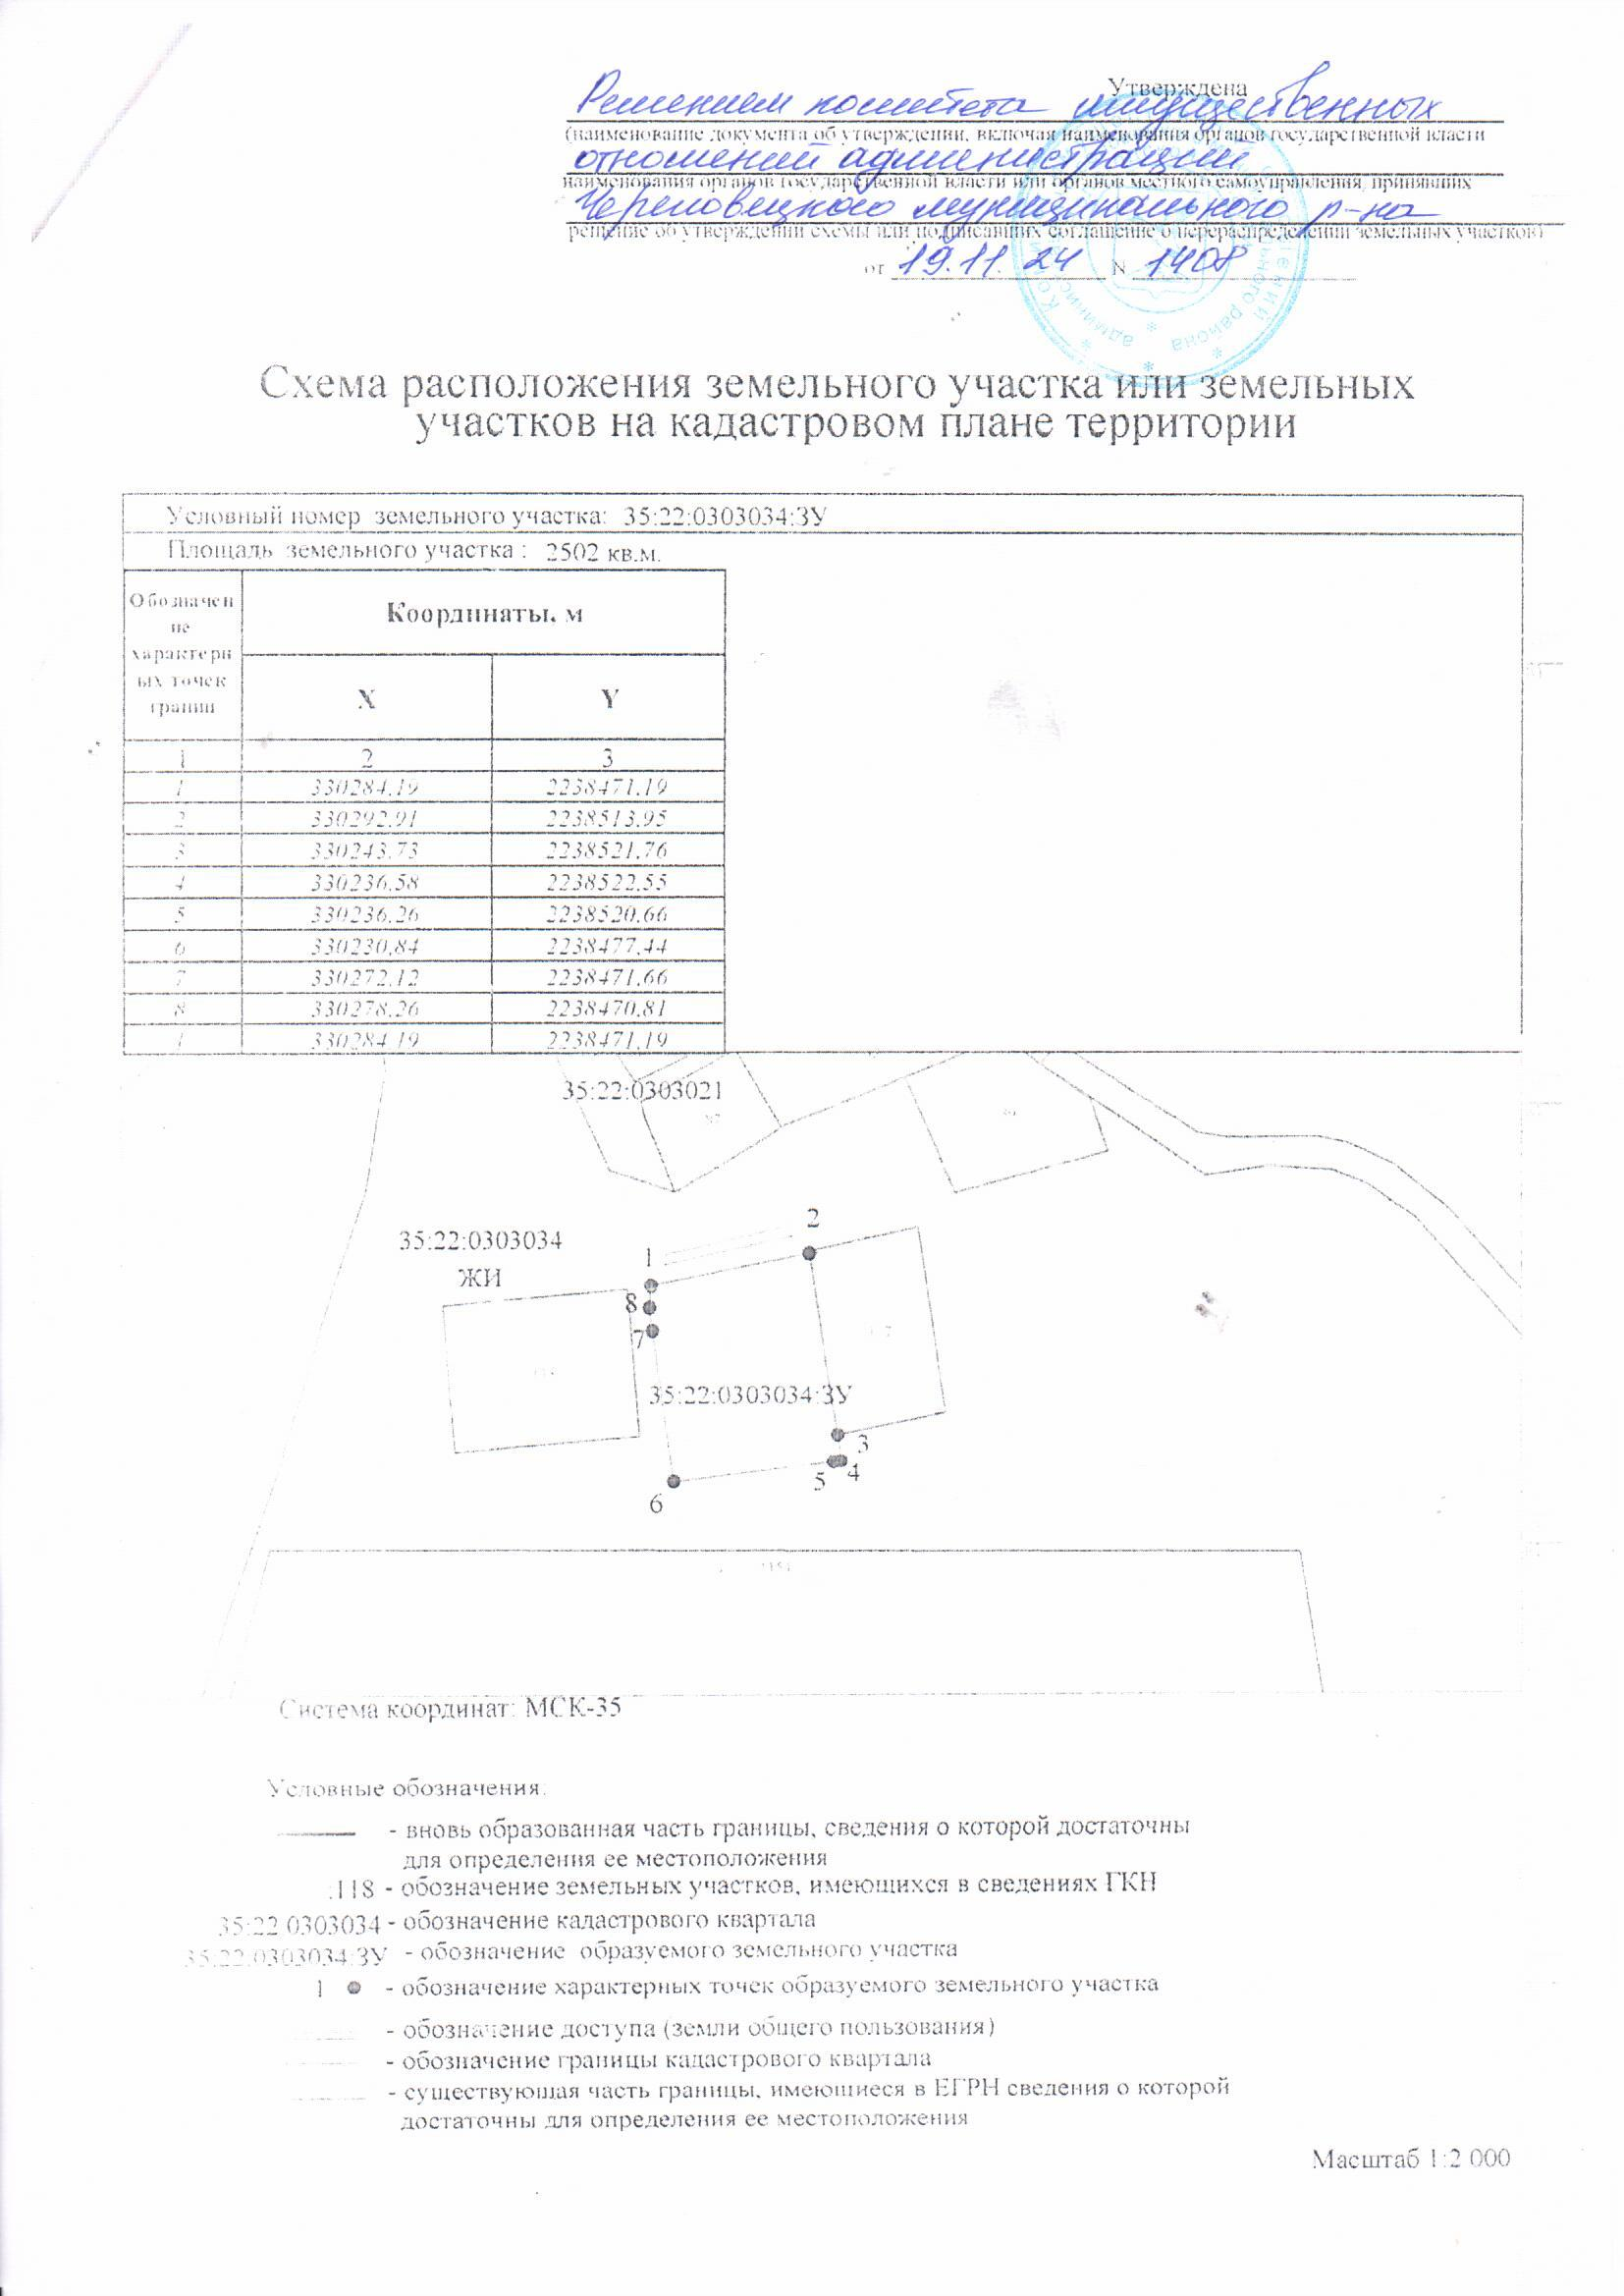 Утверждена
Решением комитета имущественных
(наименование документа об утверждении, включая наименования органов государственной власти
отношений администрации
наименования органов государственной власти или органов местного самоуправления, принявших
Череповецкого муниципального р-на
решение об утверждении схемы или подписавших соглашение о перераспределении земельных участков)
от 19.11.24 N 1408
Схема расположения земельного участка или земельных
участков на кадастровом плане территории
Условный номер земельного участка: 35:22:0303034:ЗУ
Площадь земельного участка : 2502 кв.м.
Обозначен
ие
характерн
ых точек
границ
Координаты, м
X Y
1 2 3
1 330284,19 2238471,19
2 330292,91 2238513,95
3 330243,73 2238521,76
4 330236,58 2238522,55
5 330236,26 2238520,66
6 330230,84 2238477,44
7 330272,12 2238471,66
8 330278,26 2238470,81
1 330284,19 2238471,19
35:22:0303021
2
35:22:0303034
1
ЖИ
8
7
35:22:0303034:ЗУ
3
5 4
6
Система координат: МСК-35
Условные обозначения:
- вновь образованная часть границы, сведения о которой достаточны
для определения ее местоположения
:118 - обозначение земельных участков, имеющихся в сведениях ГКН
35:22:0303034 - обозначение кадастрового квартала
35:22:0303034:ЗУ - обозначение образуемого земельного участка
1 - обозначение характерных точек образуемого земельного участка
- обозначение доступа (земли общего пользования)
- обозначение границы кадастрового квартала
- существующая часть границы, имеющиеся в ЕГРН сведения о которой
достаточны для определения ее местоположения
Масштаб 1:2 000